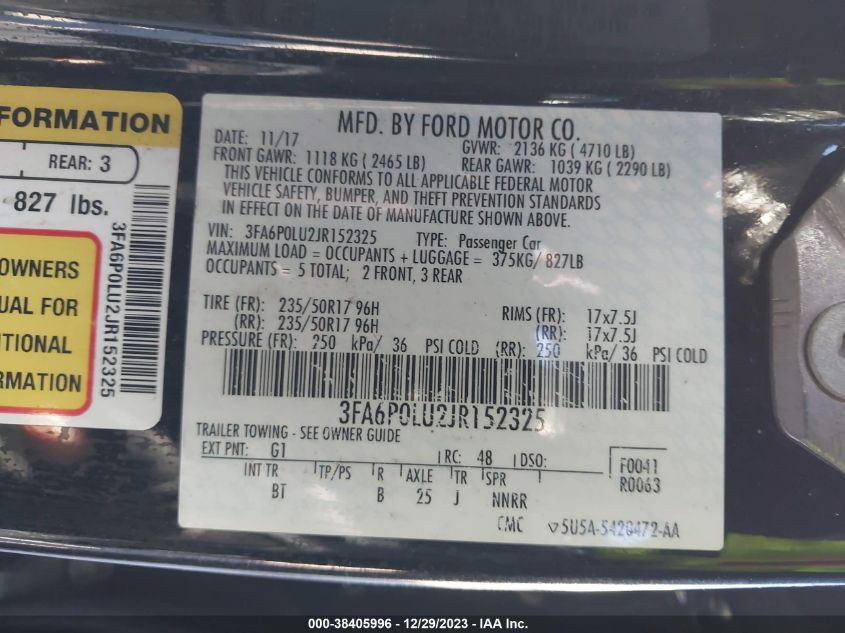 FORMATION
REAR: 3
827 lbs.
OWNERS
UAL FOR
ITIONAL
RMATION
3FA6P0LU2JR152325
MFD. BY FORD MOTOR CO.
DATE: 11/17 GVWR: 2136 KG ( 4710 LB)
FRONT GAWR: 1118 KG ( 2465 LB) REAR GAWR: 1039 KG ( 2290 LB)
THIS VEHICLE CONFORMS TO ALL APPLICABLE FEDERAL MOTOR
VEHICLE SAFETY, BUMPER, AND THEFT PREVENTION STANDARDS
IN EFFECT ON THE DATE OF MANUFACTURE SHOWN ABOVE.
VIN: 3FA6P0LU2JR152325 TYPE: Passenger Car
MAXIMUM LOAD = OCCUPANTS + LUGGAGE = 375KG/ 827LB
OCCUPANTS = 5 TOTAL; 2 FRONT, 3 REAR
TIRE (FR): 235/50R17 96H RIMS (FR): 17x7.5J
(RR): 235/50R17 96H (RR): 17x7.5J
PRESSURE (FR): 250 kPa/ 36 PSI COLD (RR): 250 kPa/ 36 PSI COLD
3FA6P0LU2JR152325
TRAILER TOWING - SEE OWNER GUIDE
EXT PNT: G1 RC: 48 DSO: F0041
R0063
INT TR TP/PS R AXLE TR SPR
BT B 25 J NNRR
CMC 5U5A-5420472-AA
000-38405996 - 12/29/2023 - IAA Inc.